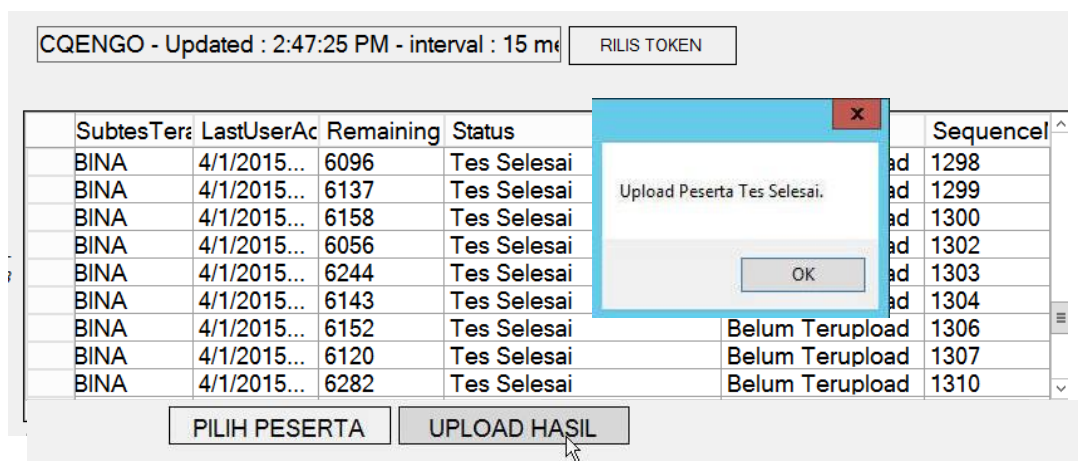 CQENGO - Updated : 2:47:25 PM - interval : 15 me
RILIS TOKEN
SubtesTera LastUserAc Remaining Status SequenceN
BINA 4/1/2015... 6096 Tes Selesai ad 1298
BINA 4/1/2015... 6137 Tes Selesai ad 1299
BINA 4/1/2015... 6158 Tes Selesai ad 1300
BINA 4/1/2015... 6056 Tes Selesai ad 1302
BINA 4/1/2015... 6244 Tes Selesai ad 1303
BINA 4/1/2015... 6143 Tes Selesai ad 1304
BINA 4/1/2015... 6152 Tes Selesai Belum Terupload 1306
BINA 4/1/2015... 6120 Tes Selesai Belum Terupload 1307
BINA 4/1/2015... 6282 Tes Selesai Belum Terupload 1310
x
Upload Peserta Tes Selesai.
OK
PILIH PESERTA UPLOAD HASIL